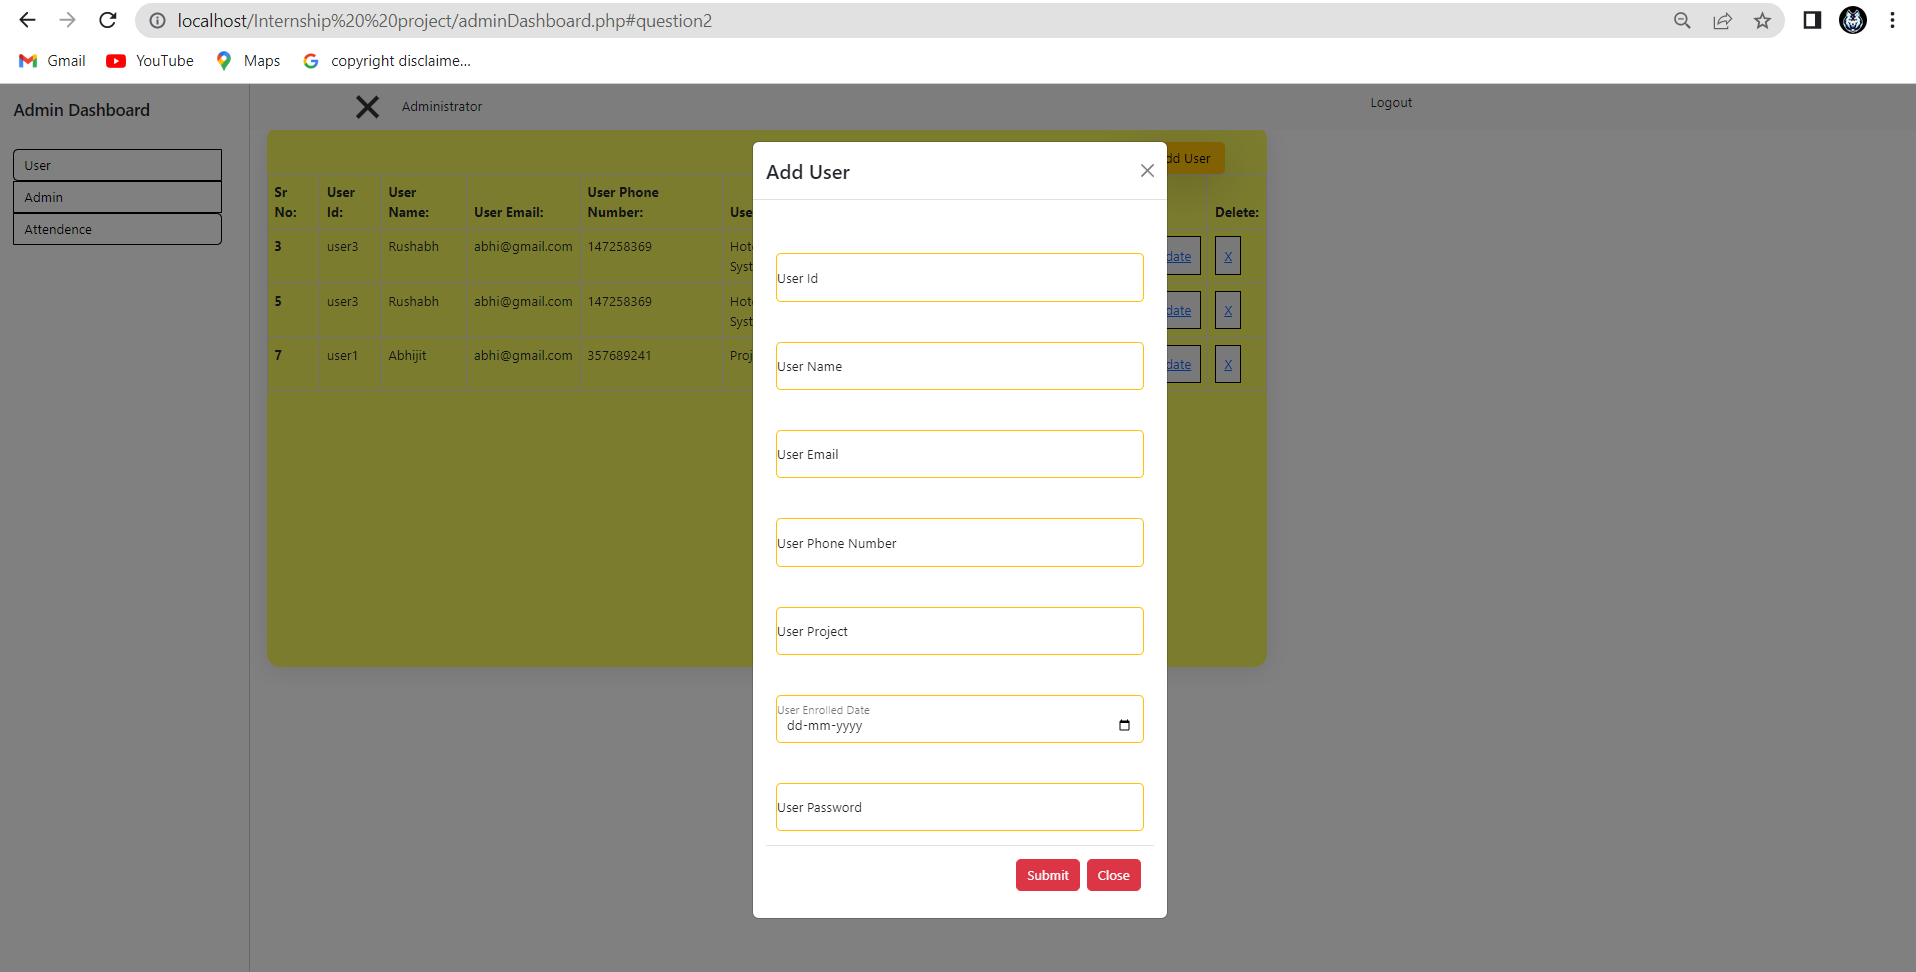 localhost/Internship%20%20project/adminDashboard.php#question2
Gmail YouTube Maps copyright disclaime...
Admin Dashboard
Administrator
Logout
User
Admin
Attendence
dd User
Sr No: User Id: User Name: User Email: User Phone Number: Use Delete:
3 user3 Rushabh abhi@gmail.com 147258369 Hot Syst date X
5 user3 Rushabh abhi@gmail.com 147258369 Hot Syst date X
7 user1 Abhijit abhi@gmail.com 357689241 Proj date X
Add User
User Id
User Name
User Email
User Phone Number
User Project
User Enrolled Date
dd-mm-yyyy
User Password
Submit Close